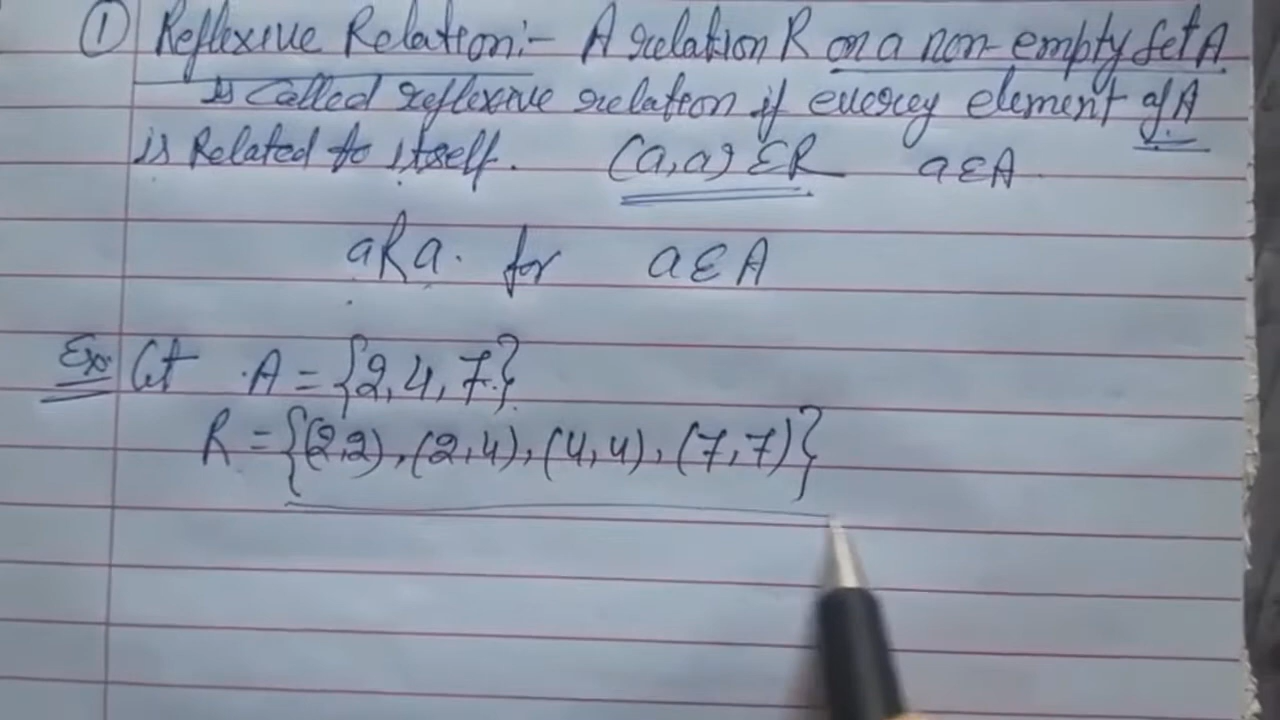 ① Reflexive Relation:- A relation R on a non-empty set A
is called reflexive relation if every element of A
is Related to itself. (a,a) ∈ R a ∈ A
aRa. for a ∈ A
Ex. Let A = {2, 4, 7}
R = {(2,2), (2,4), (4,4), (7,7)}